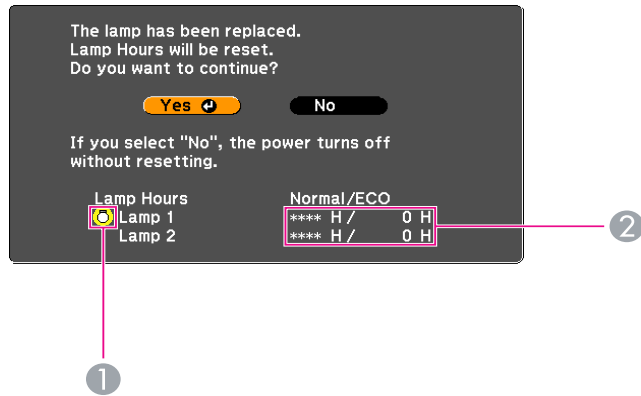 The lamp has been replaced.
Lamp Hours will be reset.
Do you want to continue?
Yes No
If you select "No", the power turns off
without resetting.
Lamp Hours Normal/ECO
Lamp 1 **** H / 0 H
Lamp 2 **** H / 0 H
2
1